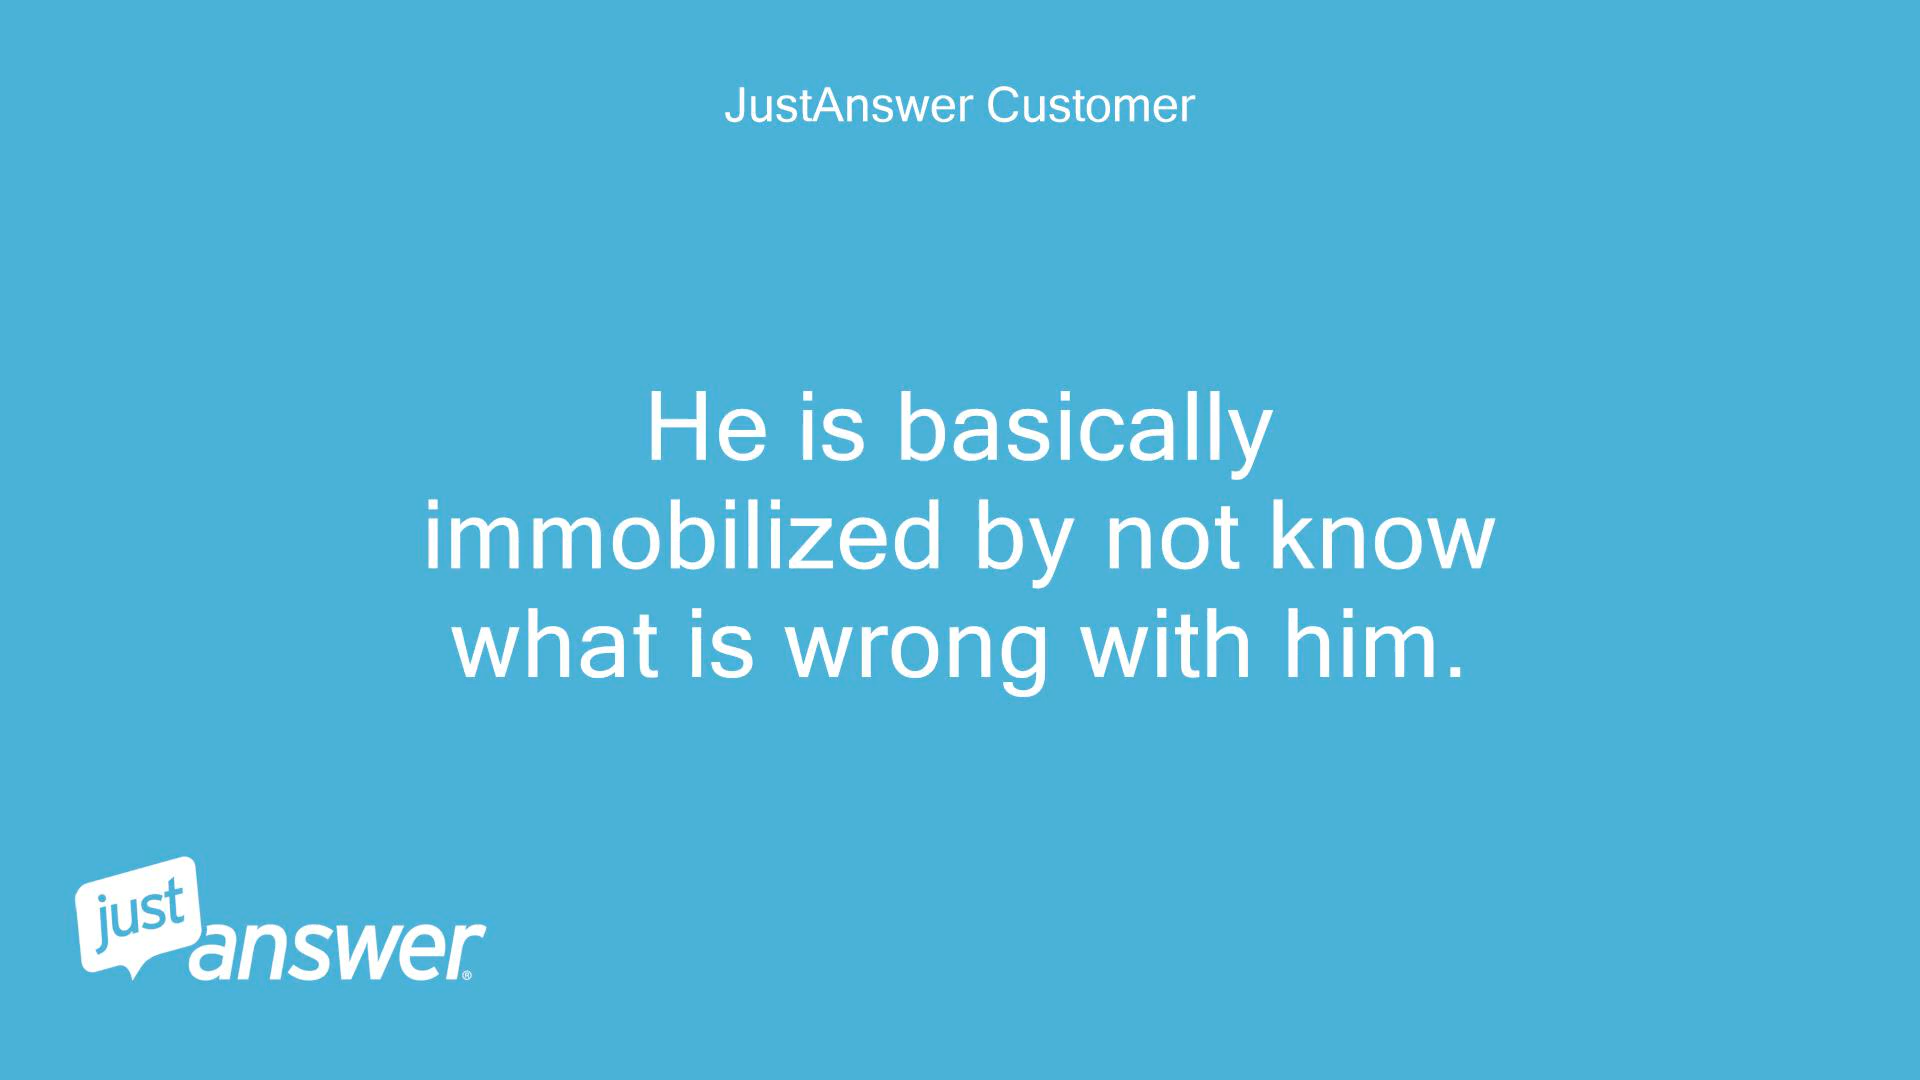 JustAnswer Customer
He is basically
immobilized by not know
what is wrong with him.
just
answer®